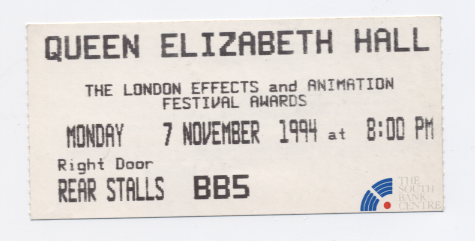 QUEEN ELIZABETH HALL
THE LONDON EFFECTS and ANIMATION
FESTIVAL AWARDS
MONDAY 7 NOVEMBER 1994 at 8:00 PM
Right Door
REAR STALLS BB5
THE
SOUTH
BANK
CENTRE